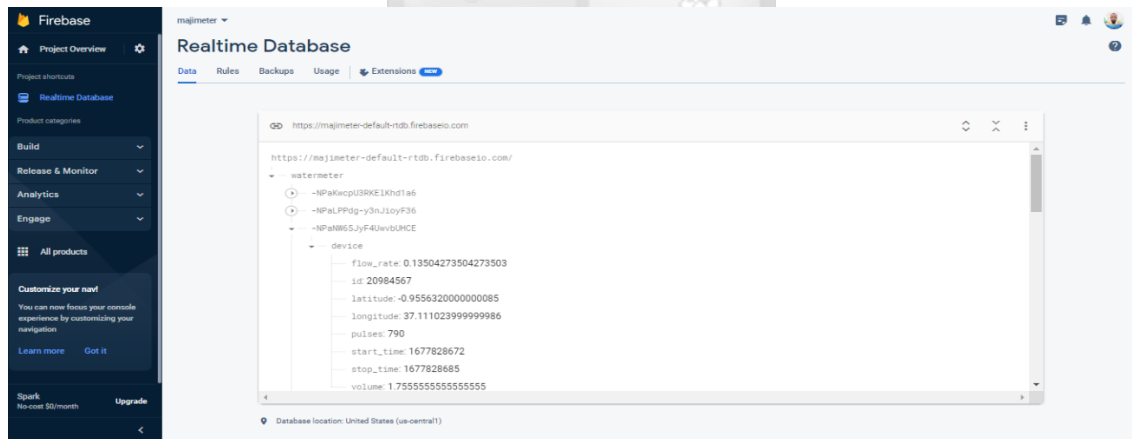 Firebase
Project Overview
Project shortcuts
Realtime Database
Product categories
Build
Release & Monitor
Analytics
Engage
All products
Customize your nav!
You can now focus your console
experience by customizing your
navigation
Learn more Got it
Spark
No-cost $0/month
Upgrade
majimeter
Realtime Database
Data Rules Backups Usage Extensions NEW
https://majimeter-default-rtdb.firebaseio.com
https://majimeter-default-rtdb.firebaseio.com/
watermeter
-NPaKwcpU3RKElKhd1a6
-NPaLPPdg-y3nJioyF36
-NPaNW6SJyF4UwvbUHCE
device
flow_rate: 0.13504273504273503
id: 20984567
latitude: -0.9556320000000085
longitude: 37.111023999999986
pulses: 790
start_time: 1677828672
stop_time: 1677828685
volume: 1.7555555555555555
Database location: United States (us-central1)